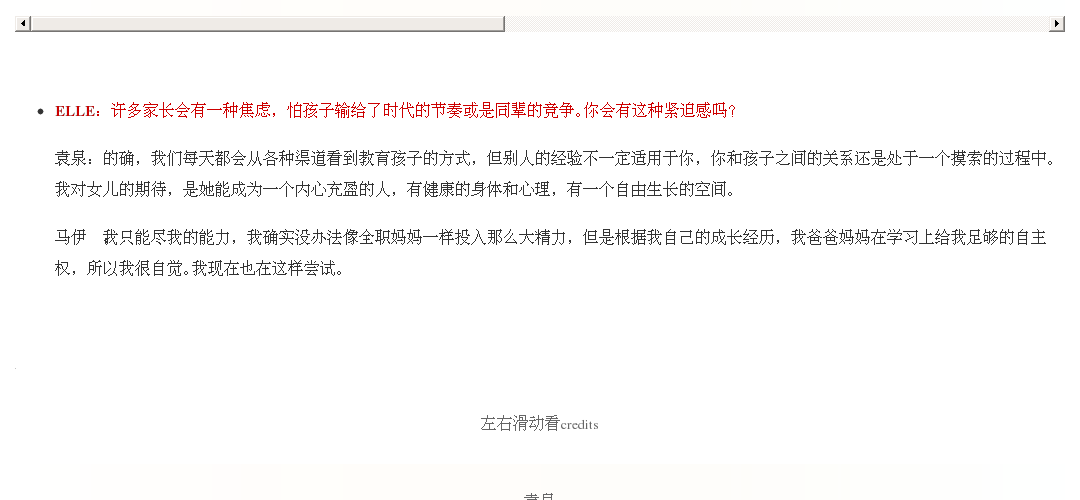 ELLE：许多家长会有一种焦虑，怕孩子输给了时代的节奏或是同辈的竞争。你会有这种紧迫感吗？
袁泉：的确，我们每天都会从各种渠道看到教育孩子的方式，但别人的经验不一定适用于你，你和孩子之间的关系还是处于一个摸索的过程中。
我对女儿的期待，是她能成为一个内心充盈的人，有健康的身体和心理，有一个自由生长的空间。
马伊　我只能尽我的能力，我确实没办法像全职妈妈一样投入那么大精力，但是根据我自己的成长经历，我爸爸妈妈在学习上给我足够的自主
权，所以我很自觉。我现在也在这样尝试。
左右滑动看credits
袁泉